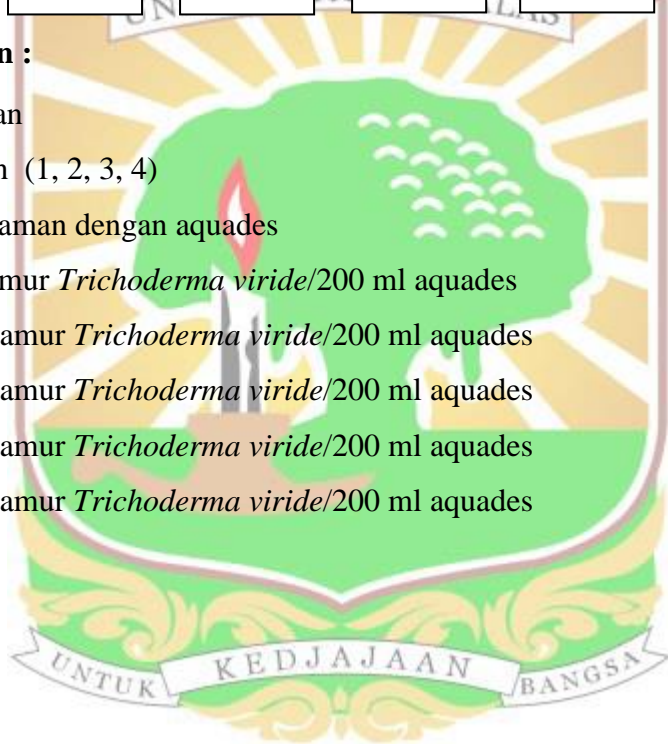 UN LAS
n :
an
n (1, 2, 3, 4)
aman dengan aquades
mur Trichoderma viride/200 ml aquades
amur Trichoderma viride/200 ml aquades
amur Trichoderma viride/200 ml aquades
amur Trichoderma viride/200 ml aquades
amur Trichoderma viride/200 ml aquades
UNTUK KEDJAJAAN BANGSA